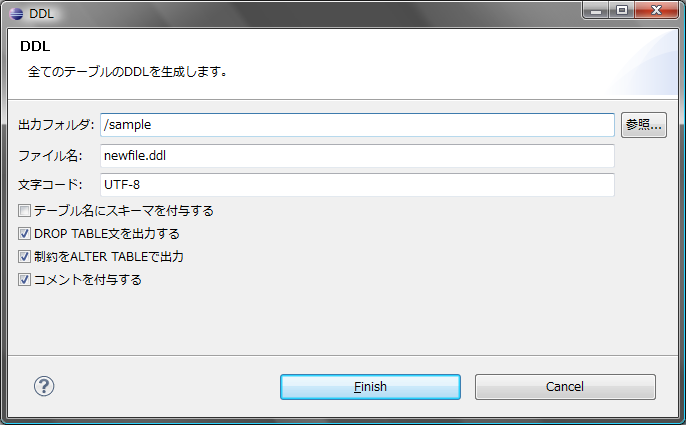 DDL
DDL
全てのテーブルのDDLを生成します。
出力フォルダ: /sample 参照...
ファイル名: newfile.ddl
文字コード: UTF-8
テーブル名にスキーマを付与する
DROP TABLE文を出力する
制約をALTER TABLEで出力
コメントを付与する
? Finish Cancel